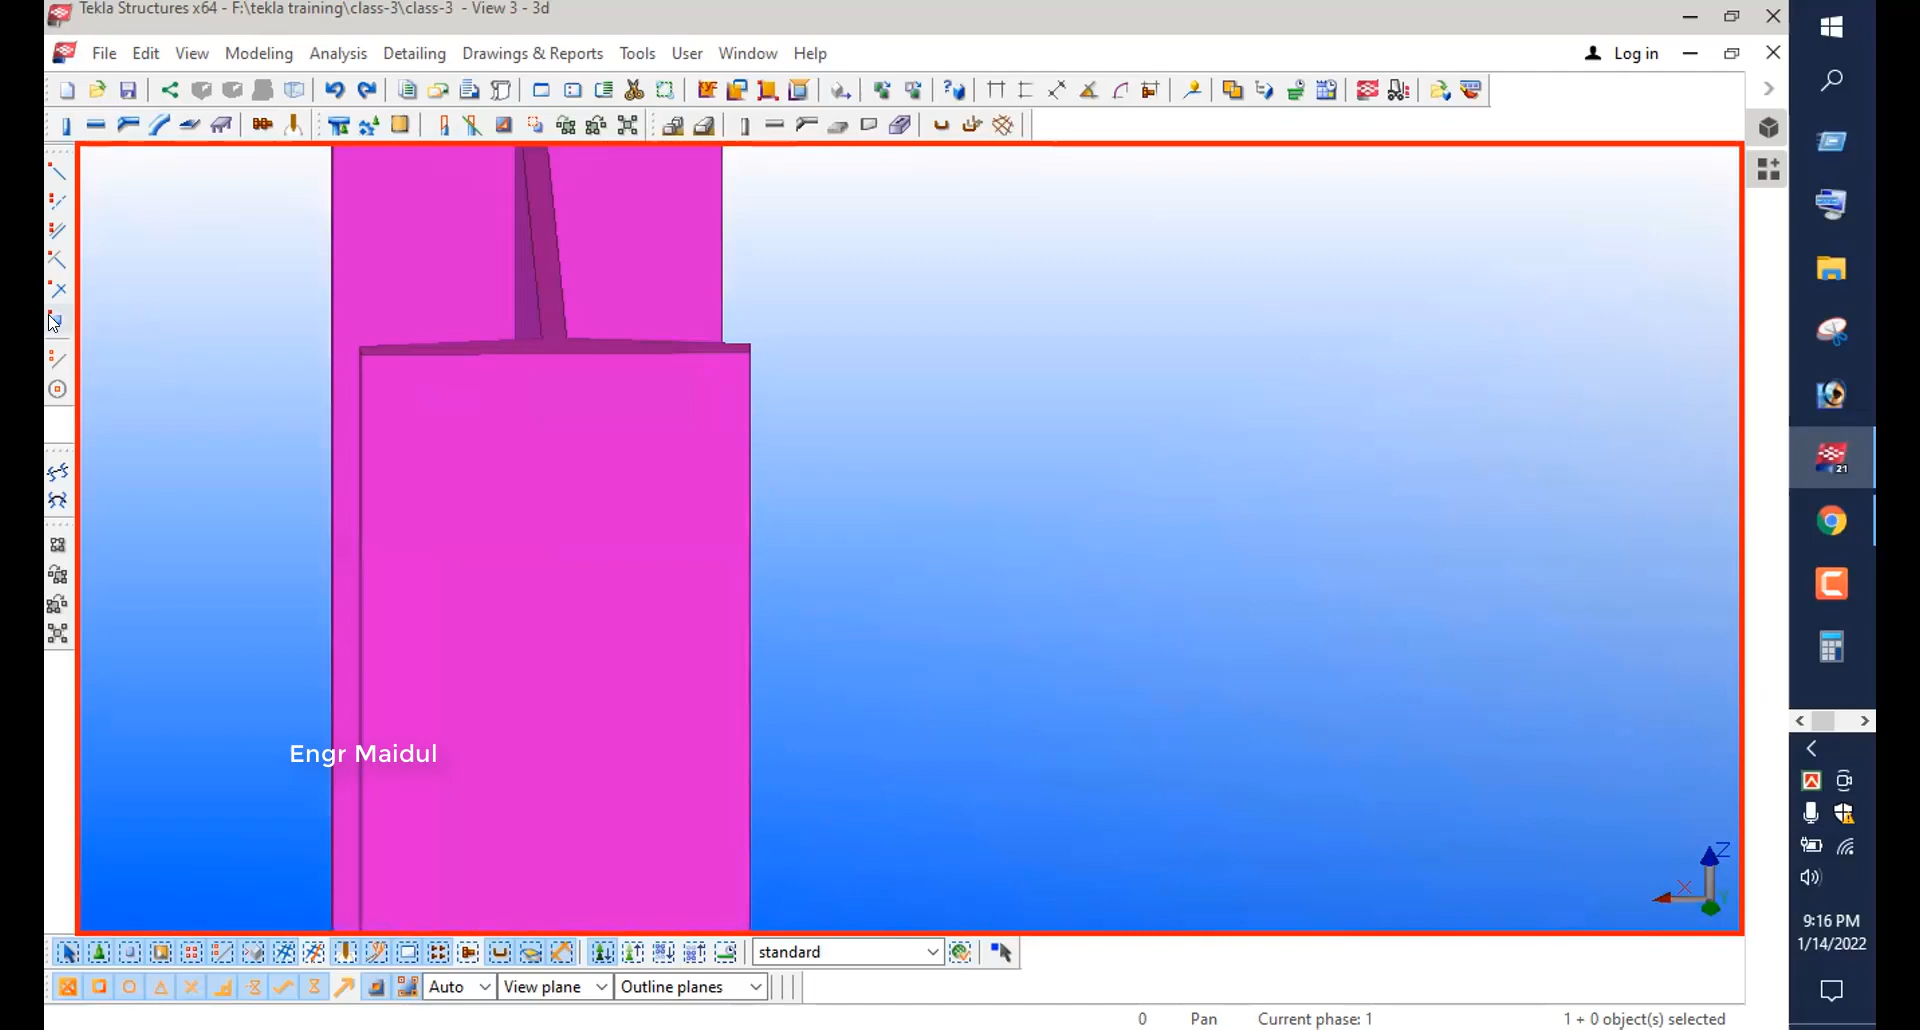 Tekla Structures x64 - F:\tekla training\class-3\class-3 - View 3 - 3d
File Edit View Modeling Analysis Detailing Drawings & Reports Tools User Window Help Log in
21
Engr Maidul
Z
X
Y
standard
Auto View plane Outline planes
0 Pan Current phase: 1 1 + 0 object(s) selected
9:16 PM
1/14/2022